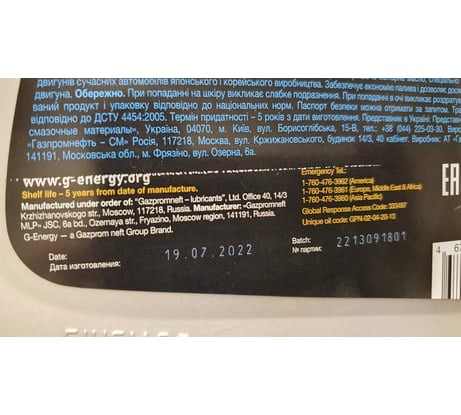 двигунів сучасних автомобілів японського і корейського виробництва. Забезпечує економію палива і дозволяє
двигуна. Обережно. При попаданні на шкіру викликає слабке подразнення. При попаданні в очі викликає
ваний продукт і упаковку відповідно до національних норм. Паспорт безпеки можна отримати за запитом.
відповідно до ДСТУ 4454:2005. Термін придатності – 5 років з дати виготовлення. Представник в Україні:
смазочные материалы», Украина, 04070, м. Київ, вул. Борисоглібська, 15-В, тел.: +38 (044) 225-03-30. Виробник:
«Газпромнефть – СМ» Росія, 117218, Москва, вул. Кржижановського, будинок 14/3, 40 кабінет. Виробник: АТ
141191, Московська обл., м. Фрязино, вул. Озерна, 6а.
www.g-energy.org
Shelf life – 5 years from date of manufacture.
Manufactured under order of: "Gazpromneft – lubricants", Ltd. Office 40, 14/3
Krzhizhanovskogo str., Moscow, 117218, Russia. Manufactured: «Gazpromneft
MLP» JSC, 6a bd., Ozernaya str., Fryazino, Moscow region, 141191, Russia.
G-Energy — a Gazprom neft Group Brand.
Emergency Tel.:
1-760-476-3962 (America)
1-760-476-3961 (Europe, Middle East & Africa)
1-760-476-3960 (Asia Pacific)
Global Response Access Code: 333497
Unique oil code: GPN-02-04-20-13)
EA
Date: 19.07.2022
Дата изготовления:
Batch: 2213091801
№ партии:
4 67